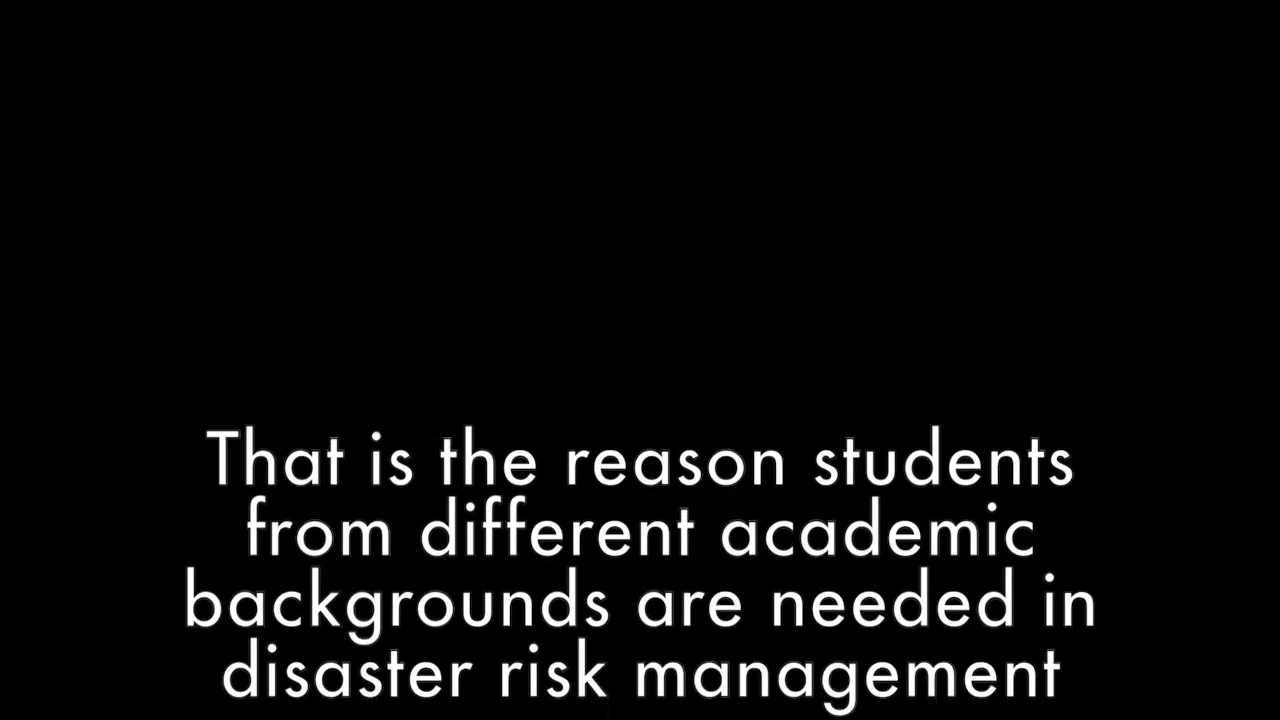 That is the reason students
from different academic
backgrounds are needed in
disaster risk management